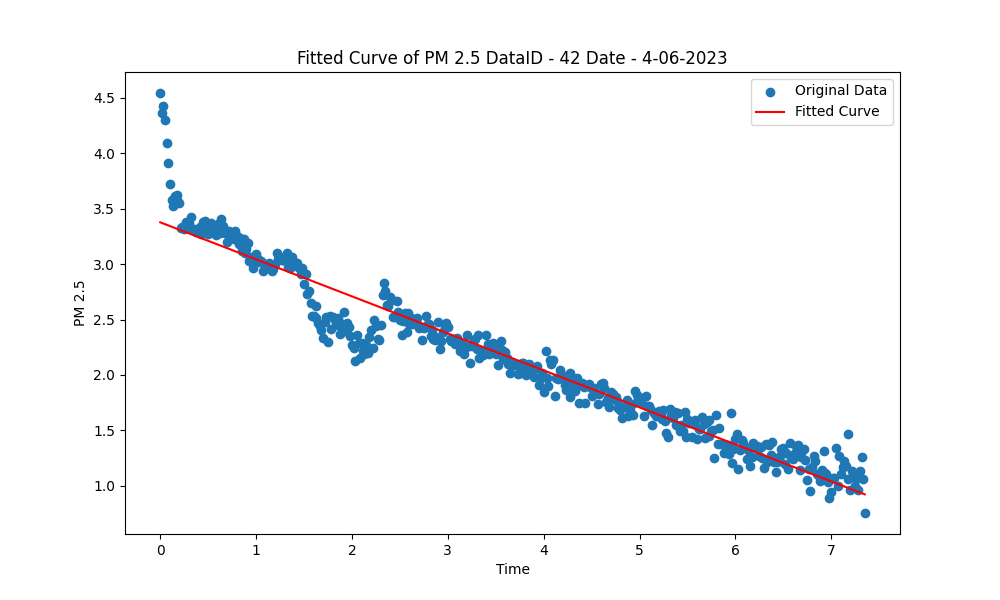 Fitted Curve of PM 2.5 DataID - 42 Date - 4-06-2023
Original Data
Fitted Curve
PM 2.5
4.5
4.0
3.5
3.0
2.5
2.0
1.5
1.0
0 1 2 3 4 5 6 7
Time